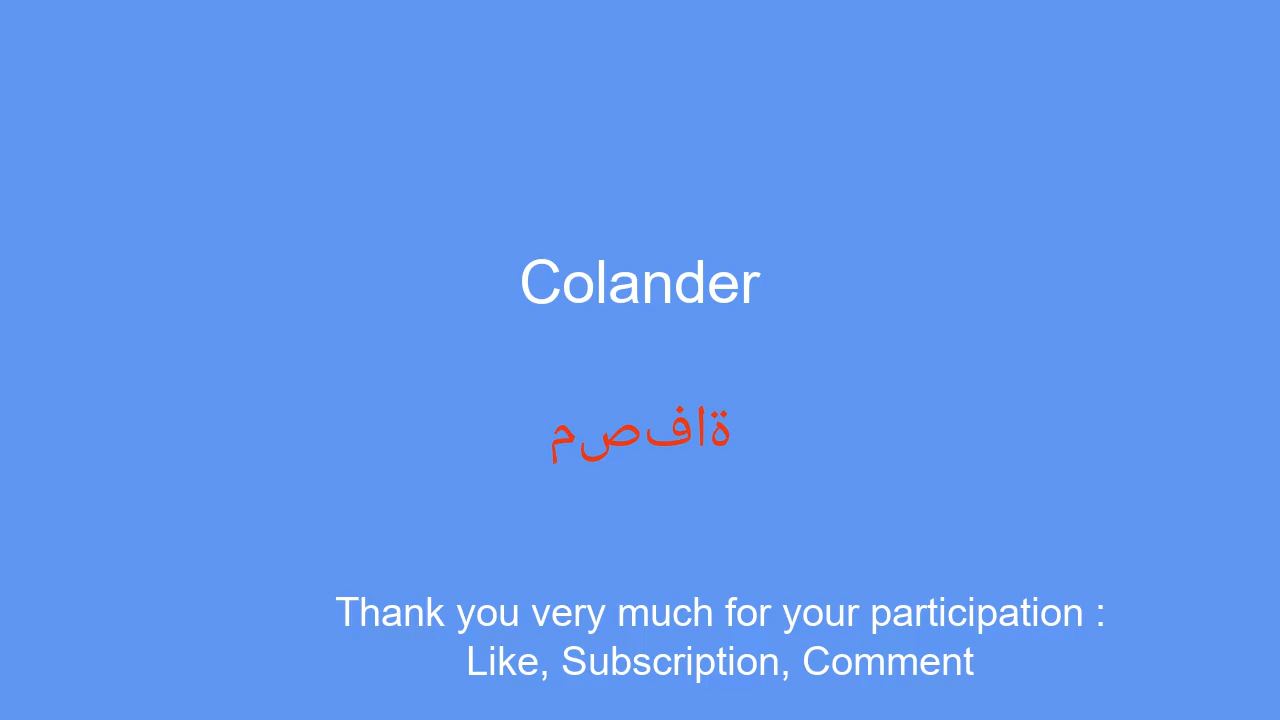 Colander
مصفاة
Thank you very much for your participation :
Like, Subscription, Comment